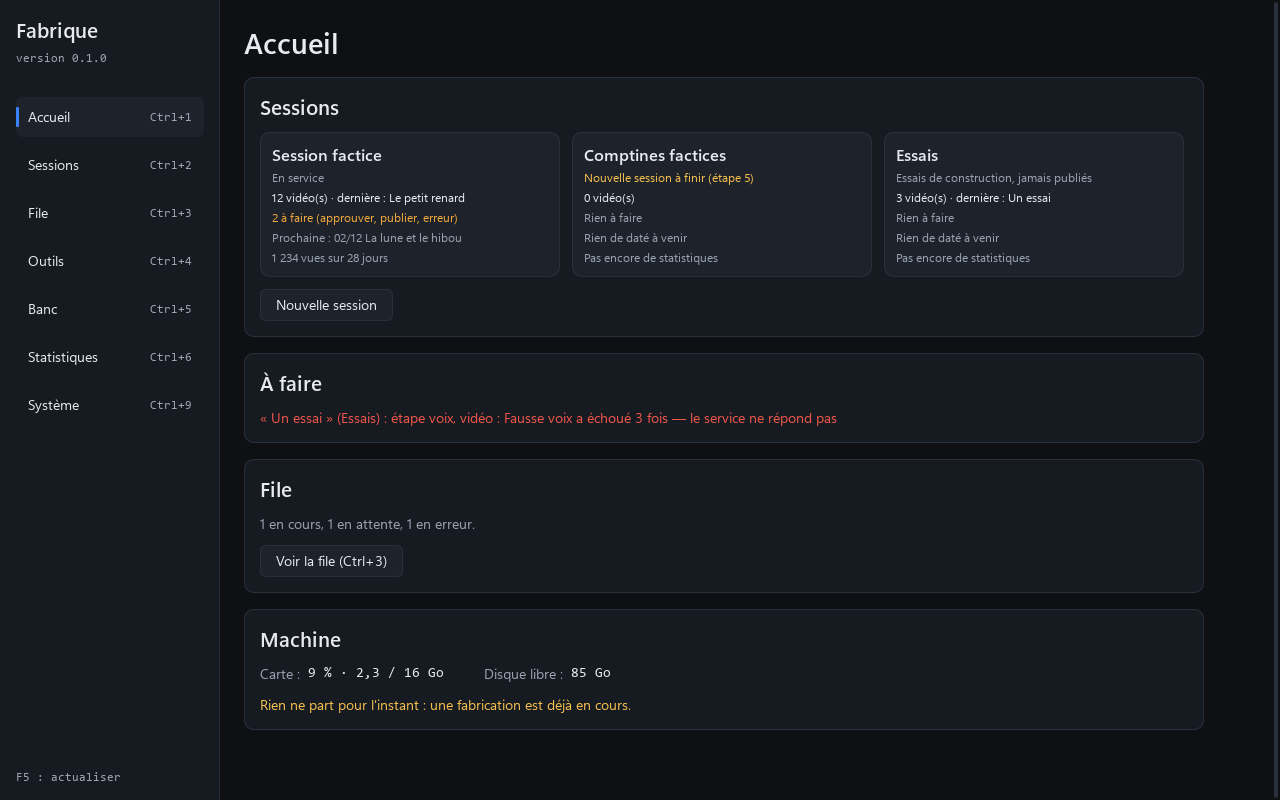 Fabrique
version 0.1.0
Accueil Ctrl+1
Sessions Ctrl+2
File Ctrl+3
Outils Ctrl+4
Banc Ctrl+5
Statistiques Ctrl+6
Système Ctrl+9
F5 : actualiser
Accueil
Sessions
Session factice
En service
12 vidéo(s) · dernière : Le petit renard
2 à faire (approuver, publier, erreur)
Prochaine : 02/12 La lune et le hibou
1 234 vues sur 28 jours
Comptines factices
Nouvelle session à finir (étape 5)
0 vidéo(s)
Rien à faire
Rien de daté à venir
Pas encore de statistiques
Essais
Essais de construction, jamais publiés
3 vidéo(s) · dernière : Un essai
Rien à faire
Rien de daté à venir
Pas encore de statistiques
Nouvelle session
À faire
« Un essai » (Essais) : étape voix, vidéo : Fausse voix a échoué 3 fois — le service ne répond pas
File
1 en cours, 1 en attente, 1 en erreur.
Voir la file (Ctrl+3)
Machine
Carte : 9 % · 2,3 / 16 Go Disque libre : 85 Go
Rien ne part pour l'instant : une fabrication est déjà en cours.